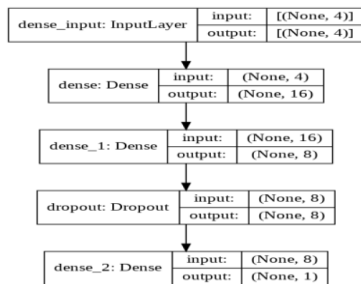 dense_input: InputLayer input: [(None, 4)]
output: [(None, 4)]
dense: Dense input: (None, 4)
output: (None, 16)
dense_1: Dense input: (None, 16)
output: (None, 8)
dropout: Dropout input: (None, 8)
output: (None, 8)
dense_2: Dense input: (None, 8)
output: (None, 1)